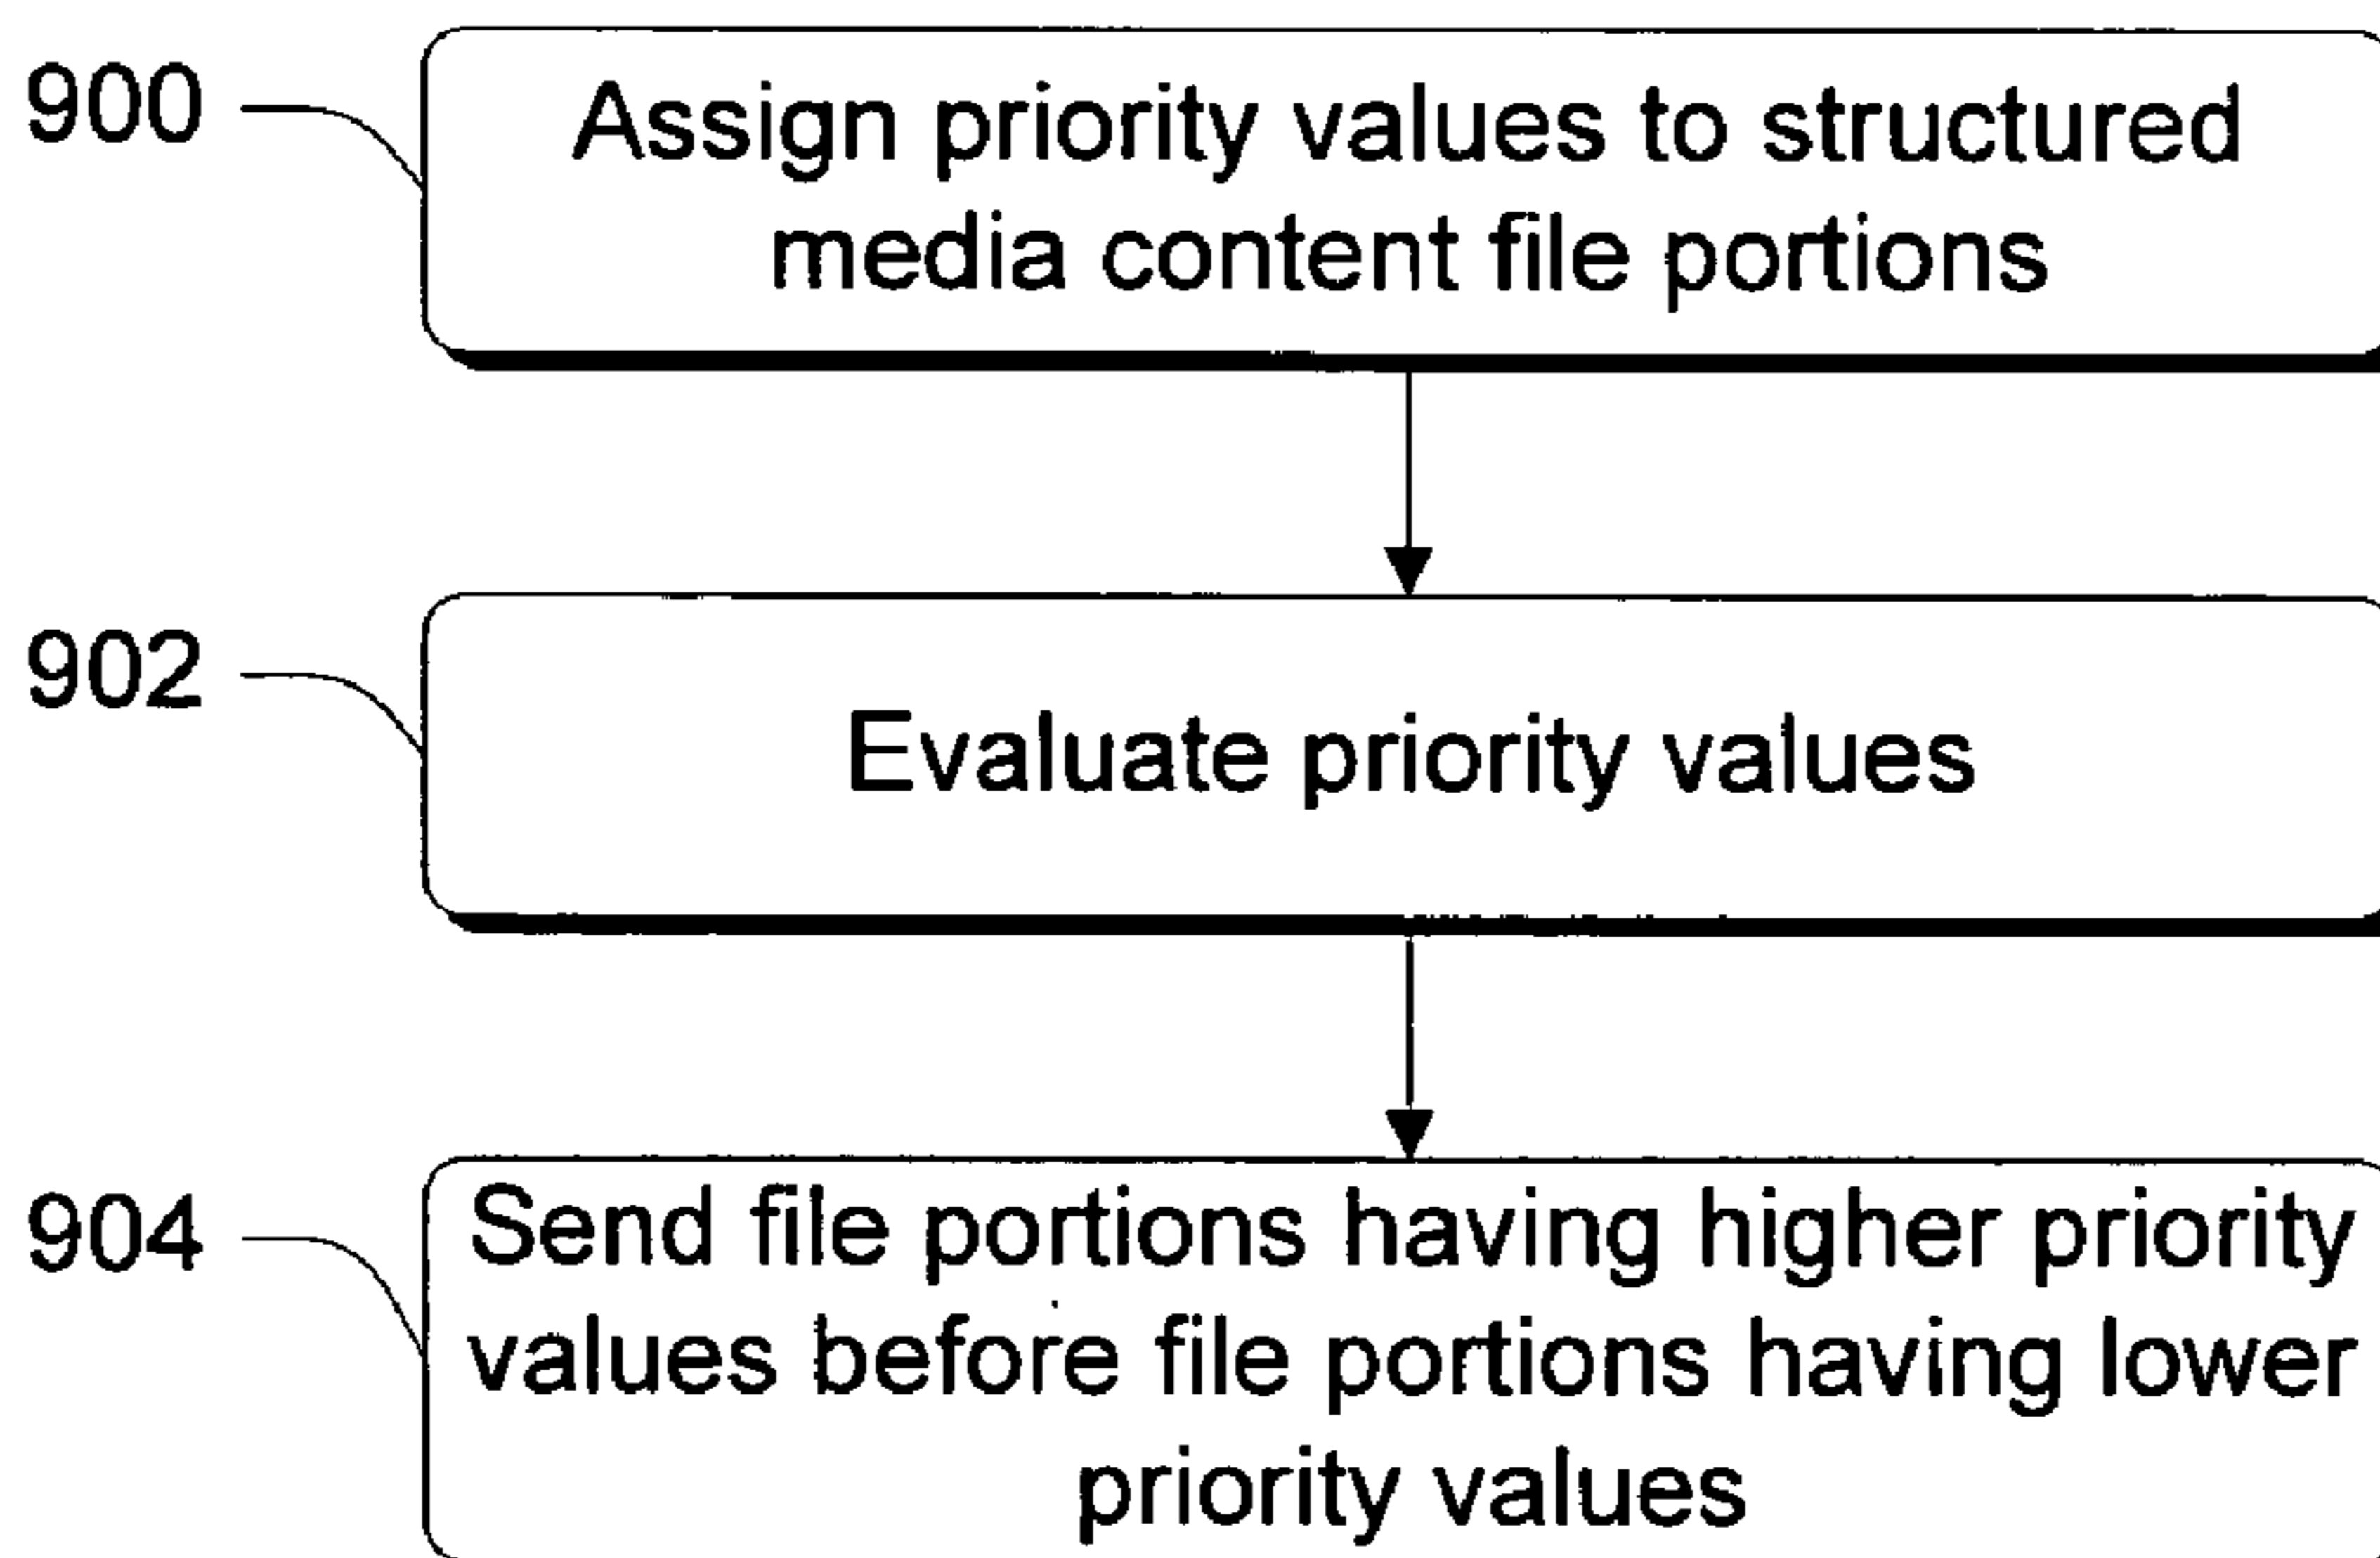 900
Assign priority values to structured
media content file portions
902
Evaluate priority values
904
Send file portions having higher priority
values before file portions having lower
priority values